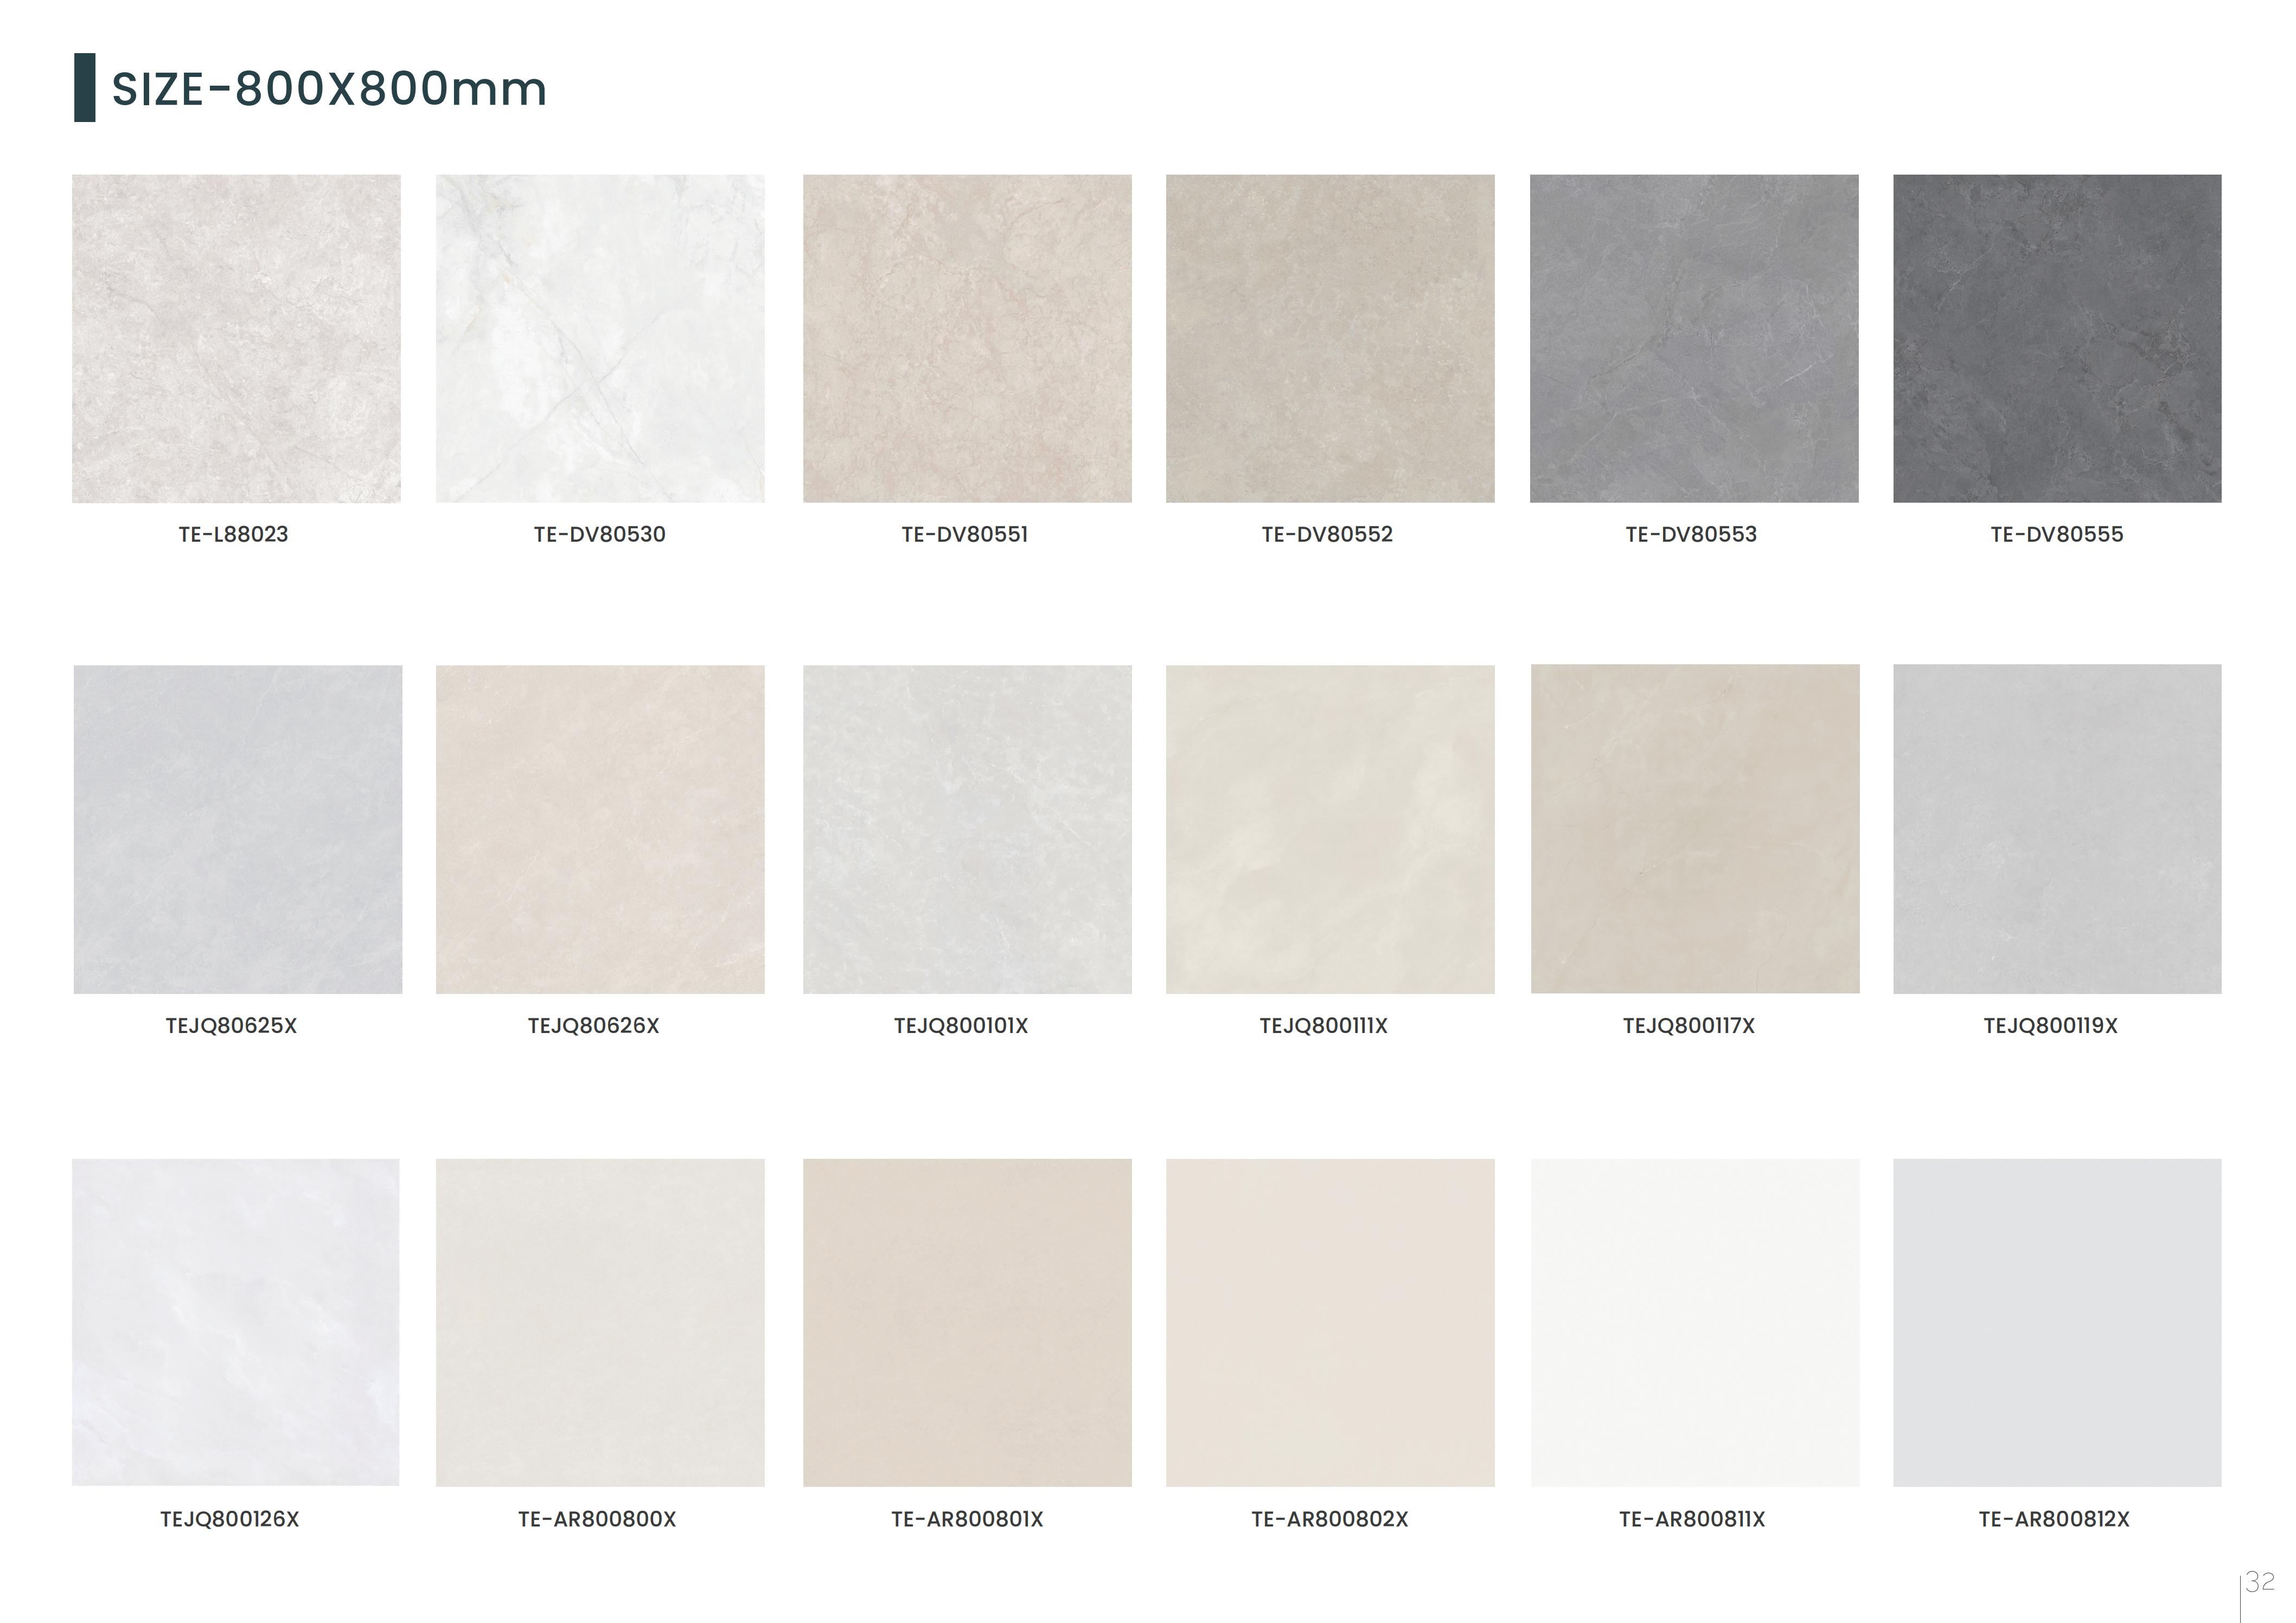 SIZE-800X800mm
TE-L88023
TE-DV80530
TE-DV80551
TE-DV80552
TE-DV80553
TE-DV80555
TEJQ80625X
TEJQ80626X
TEJQ800101X
TEJQ800111X
TEJQ800117X
TEJQ800119X
TEJQ800126X
TE-AR800800X
TE-AR800801X
TE-AR800802X
TE-AR800811X
TE-AR800812X
32